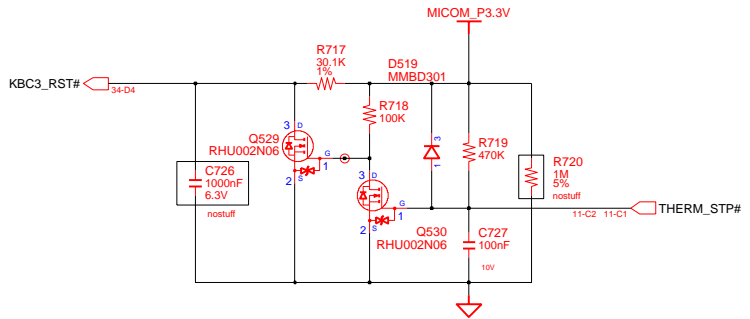 MICOM_P3.3V
R717
30.1K
1%
D519
MMBD301
KBC3_RST#
34-D4
R718
100K
3
D
Q529
RHU002N06
G
1
2
S
3
1
R719
470K
R720
1M
5%
nostuff
C726
1000nF
6.3V
nostuff
3
D
G
1
2
S
Q530
RHU002N06
11-C2
11-C1
THERM_STP#
C727
100nF
10V